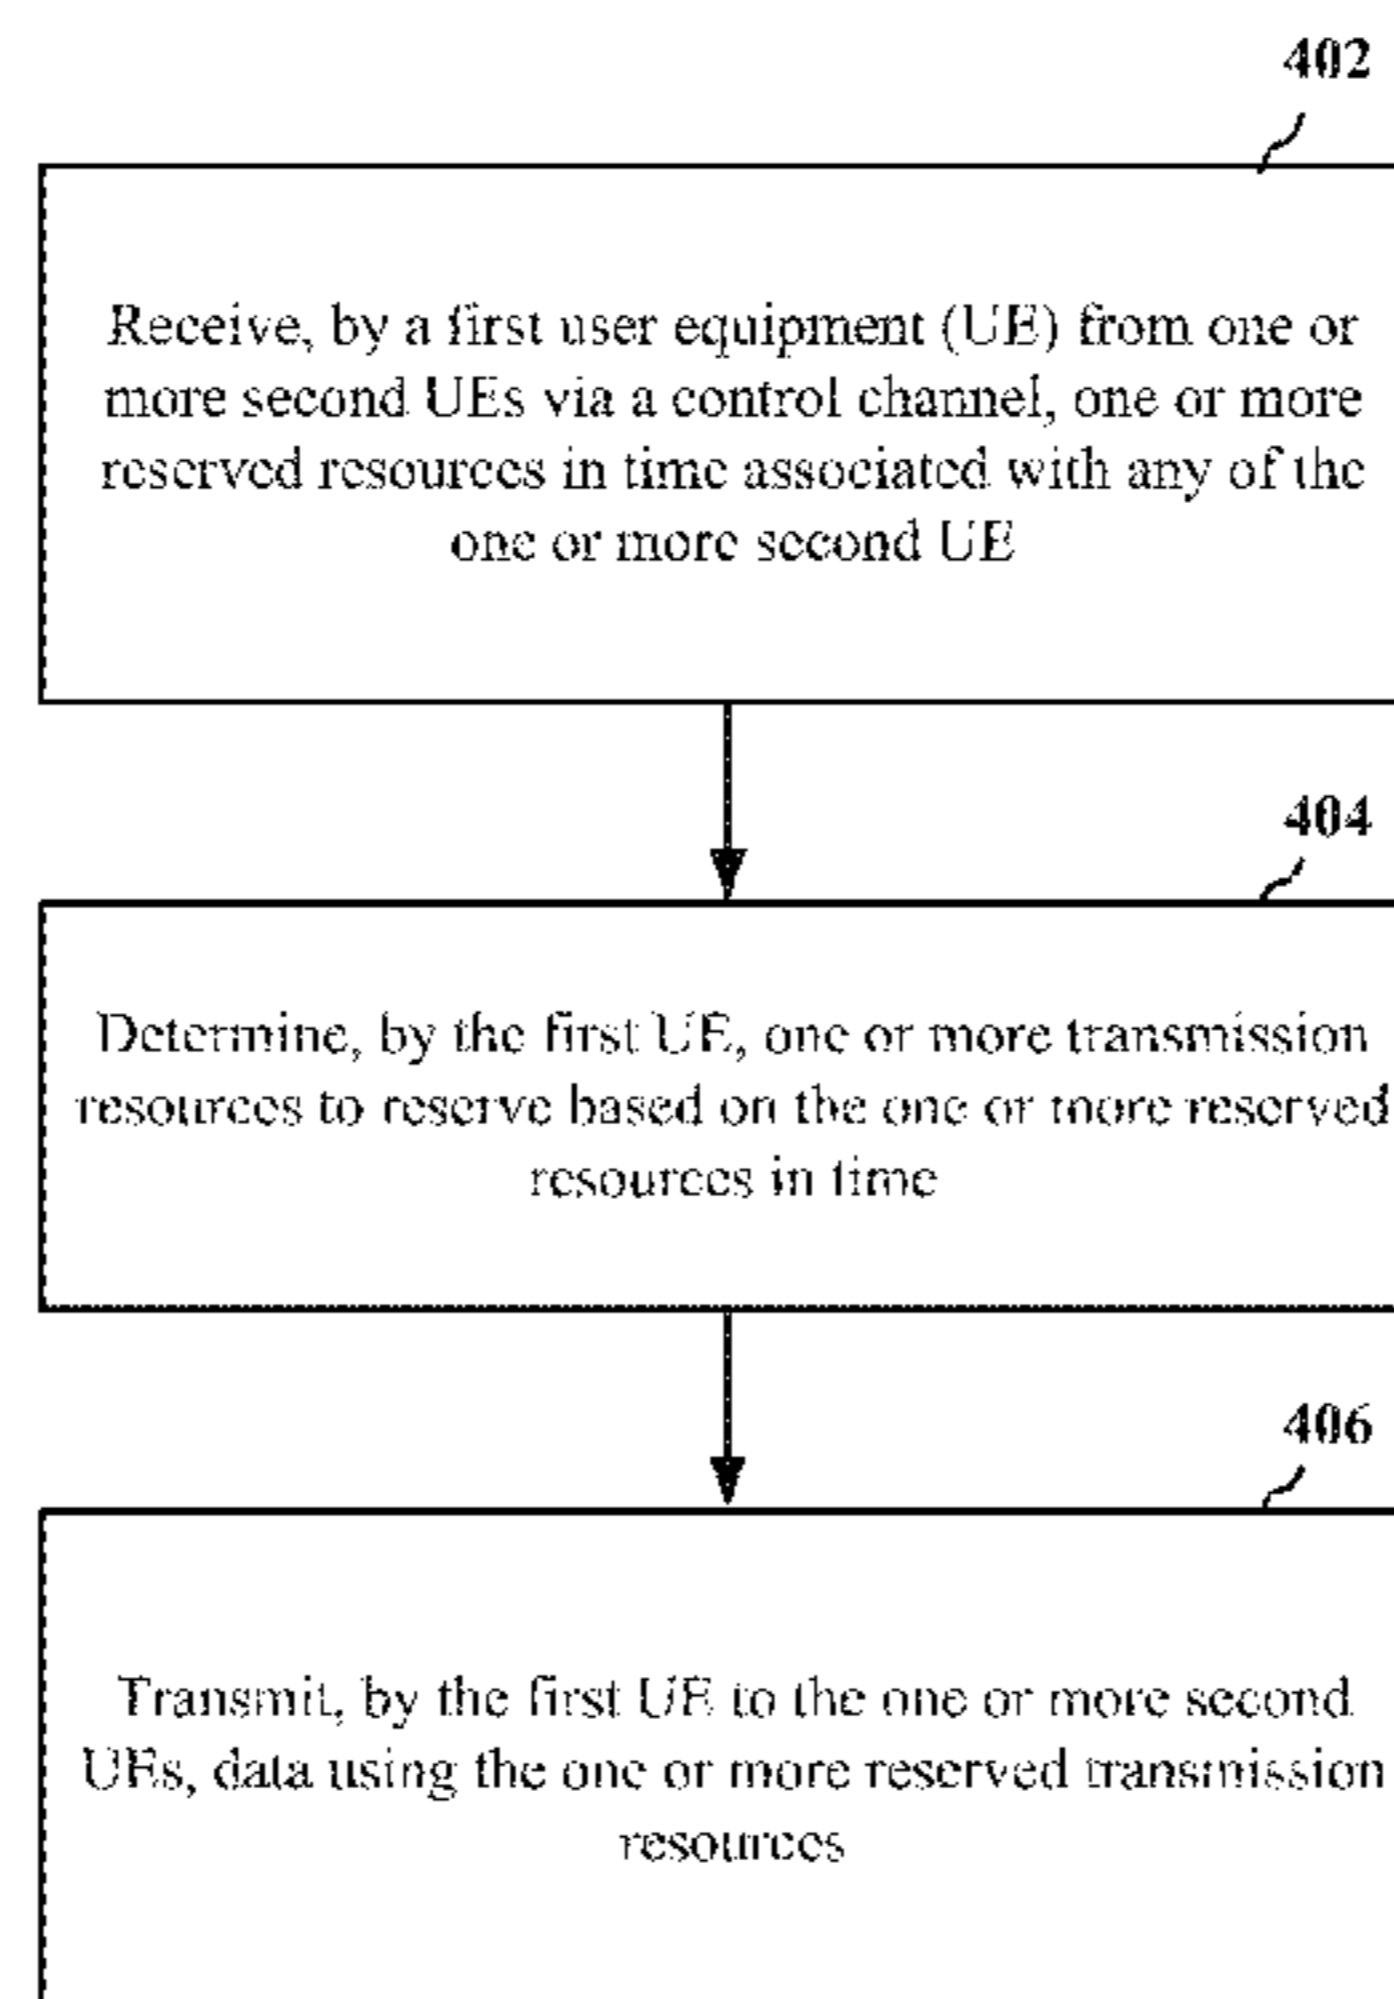 402
Receive, by a first user equipment (UE) from one or
more second UEs via a control channel, one or more
reserved resources in time associated with any of the
one or more second UE
404
Determine, by the first UE, one or more transmission
resources to reserve based on the one or more reserved
resources in time
406
Transmit, by the first UE to the one or more second
UEs, data using the one or more reserved transmission
resources